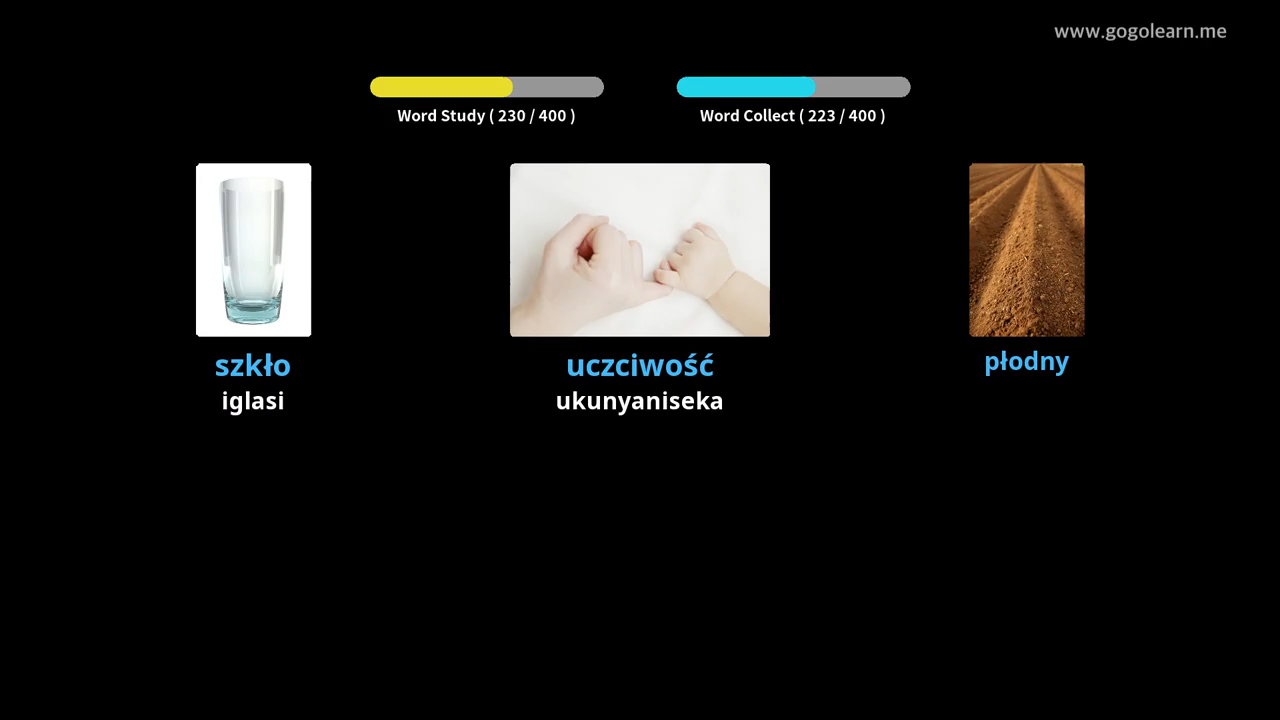 www.gogolearn.me
Word Study ( 230 / 400 )
Word Collect ( 223 / 400 )
szkło
iglasi
uczciwość
ukunyaniseka
płodny